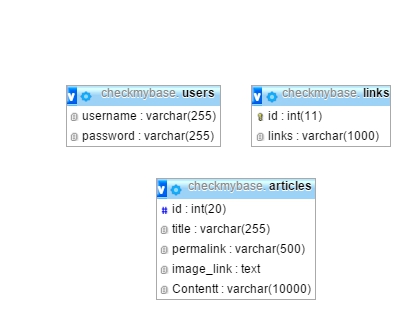 v checkmybase. users
username : varchar(255)
password : varchar(255)
v checkmybase. links
id : int(11)
links : varchar(1000)
v checkmybase. articles
# id : int(20)
title : varchar(255)
permalink : varchar(500)
image_link : text
Contentt : varchar(10000)